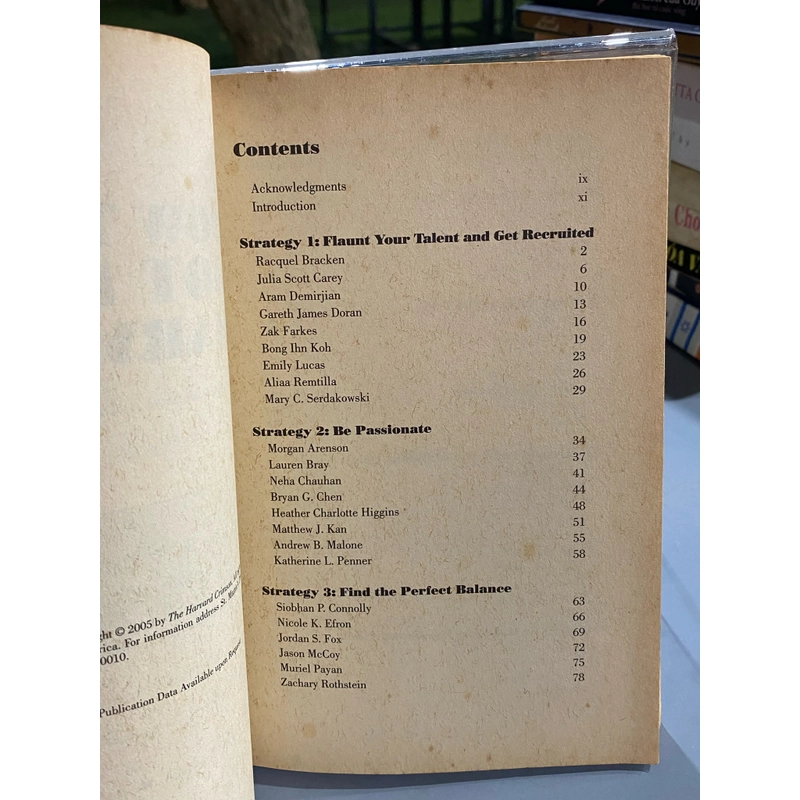 Contents
Acknowledgments ix
Introduction xi
Strategy 1: Flaunt Your Talent and Get Recruited
Racquel Bracken 2
Julia Scott Carey 6
Aram Demirjian 10
Gareth James Doran 13
Zak Farkes 16
Bong Ihn Koh 19
Emily Lucas 23
Aliaa Remtilla 26
Mary C. Serdakowski 29
Strategy 2: Be Passionate
Morgan Arenson 34
Lauren Bray 37
Neha Chauhan 41
Bryan G. Chen 44
Heather Charlotte Higgins 48
Matthew J. Kan 51
Andrew B. Malone 55
Katherine L. Penner 58
Strategy 3: Find the Perfect Balance
Siobhan P. Connolly 63
Nicole K. Efron 66
Jordan S. Fox 69
Jason McCoy 72
Muriel Payan 75
Zachary Rothstein 78
© 2005 by The Harvard Crimson.
For information address St.
0010.
Publication Data Available upon Request